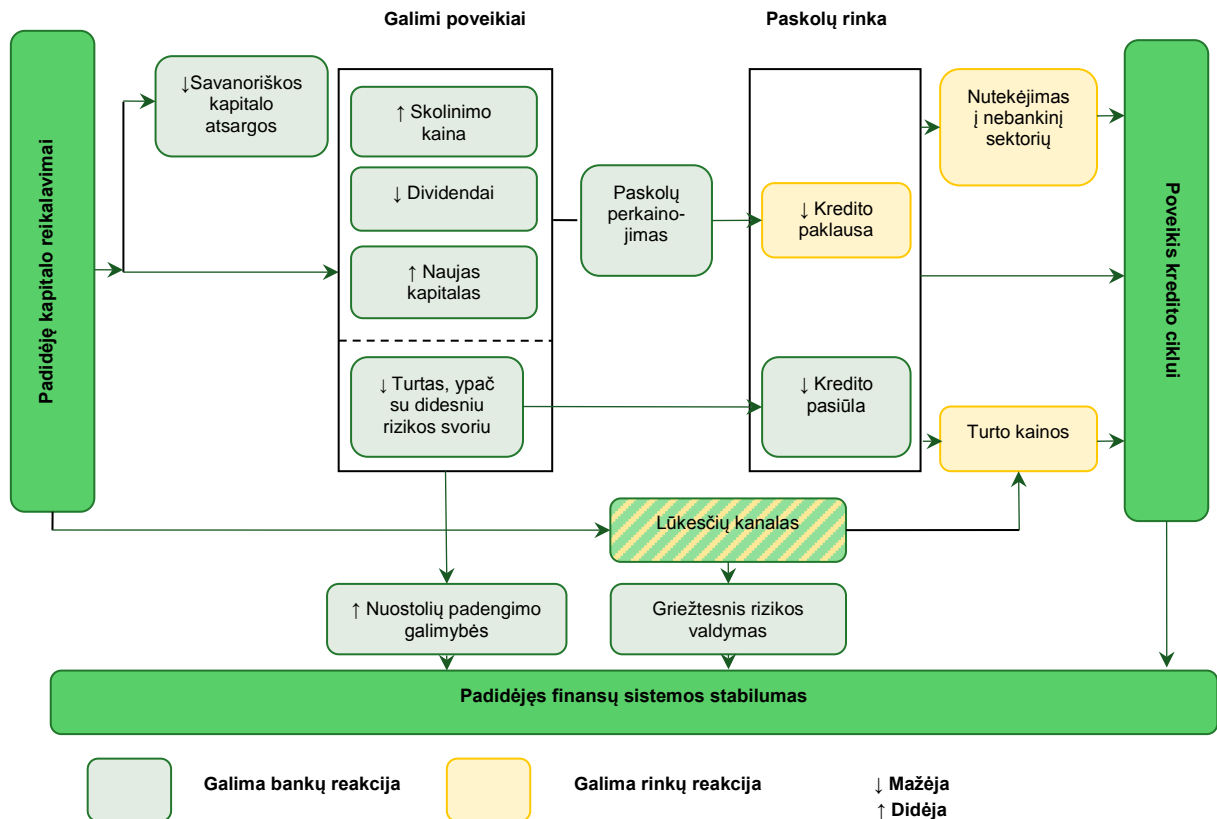 Galimi poveikiai
Paskolų rinka
Padidėję kapitalo reikalavimai
↓Savanoriškos
kapitalo
atsargos
↑ Skolinimo
kaina
↓ Dividendai
↑ Naujas
kapitalas
↓ Turtas, ypač
su didesniu
rizikos svoriu
Paskolų
perkaino-
jimas
↓ Kredito
paklausa
↓ Kredito
pasiūla
Nutekėjimas
į nebankinį
sektorių
Turto kainos
Poveikis kredito ciklui
Lūkesčių kanalas
↑ Nuostolių padengimo
galimybės
Griežtesnis rizikos
valdymas
Padidėjęs finansų sistemos stabilumas
Galima bankų reakcija
Galima rinkų reakcija
↓ Mažėja
↑ Didėja